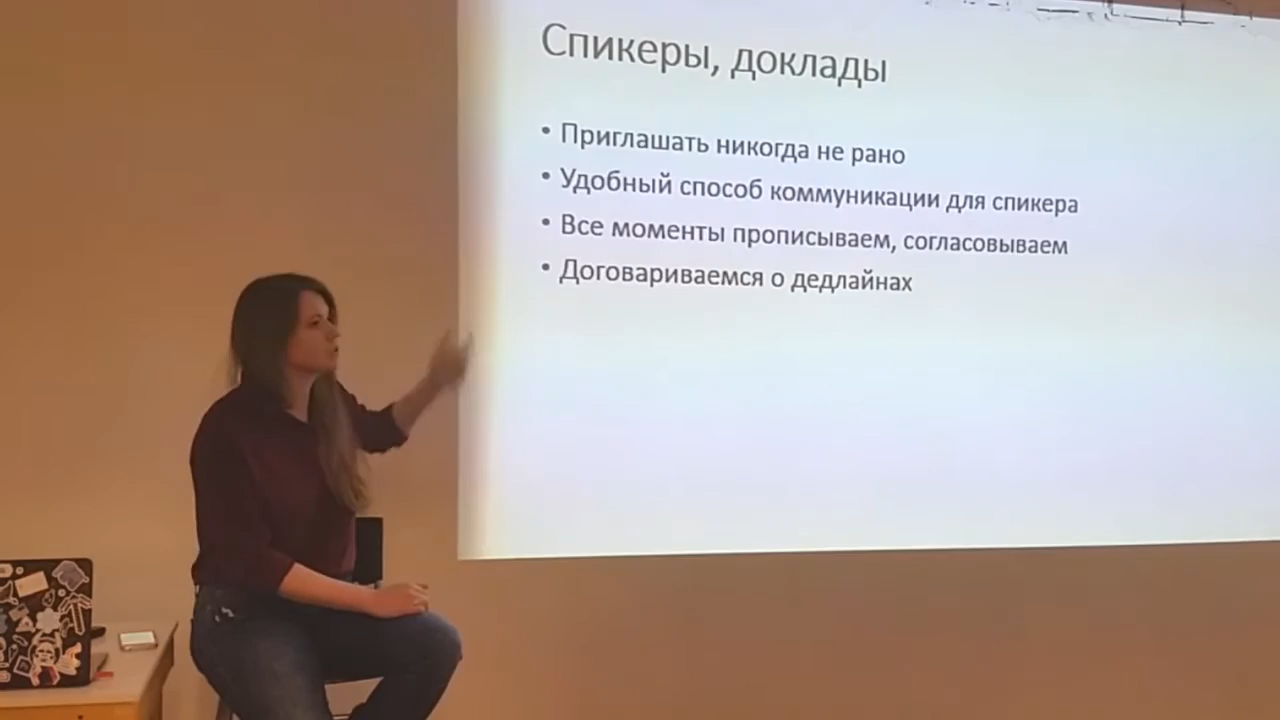 Спикеры, доклады
• Приглашать никогда не рано
• Удобный способ коммуникации для спикера
• Все моменты прописываем, согласовываем
• Договариваемся о дедлайнах